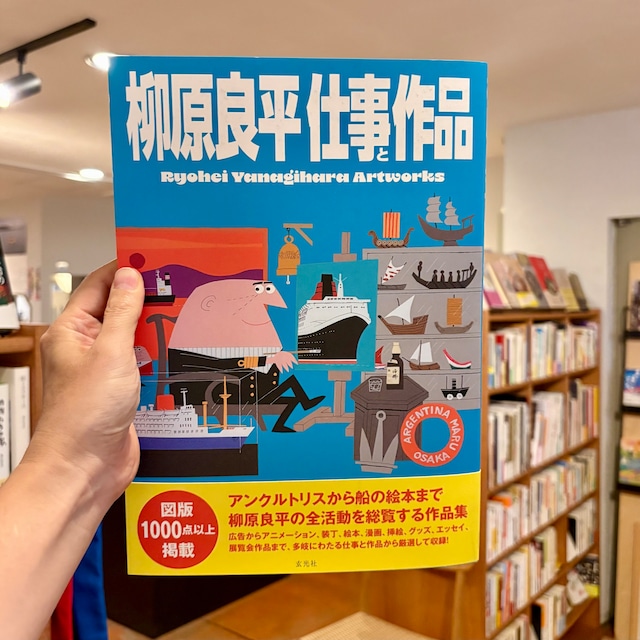 柳原良平 仕事と作品
Ryohei Yanagihara Artworks
ARGENTINA MARU
OSAKA
図版
1000点以上
掲載
アンクルトリスから船の絵本まで
柳原良平の全活動を総覧する作品集
広告からアニメーション、装丁、絵本、漫画、挿絵、グッズ、エッセイ、
展覧会作品まで、多岐にわたる仕事と作品から厳選して収録!
玄光社